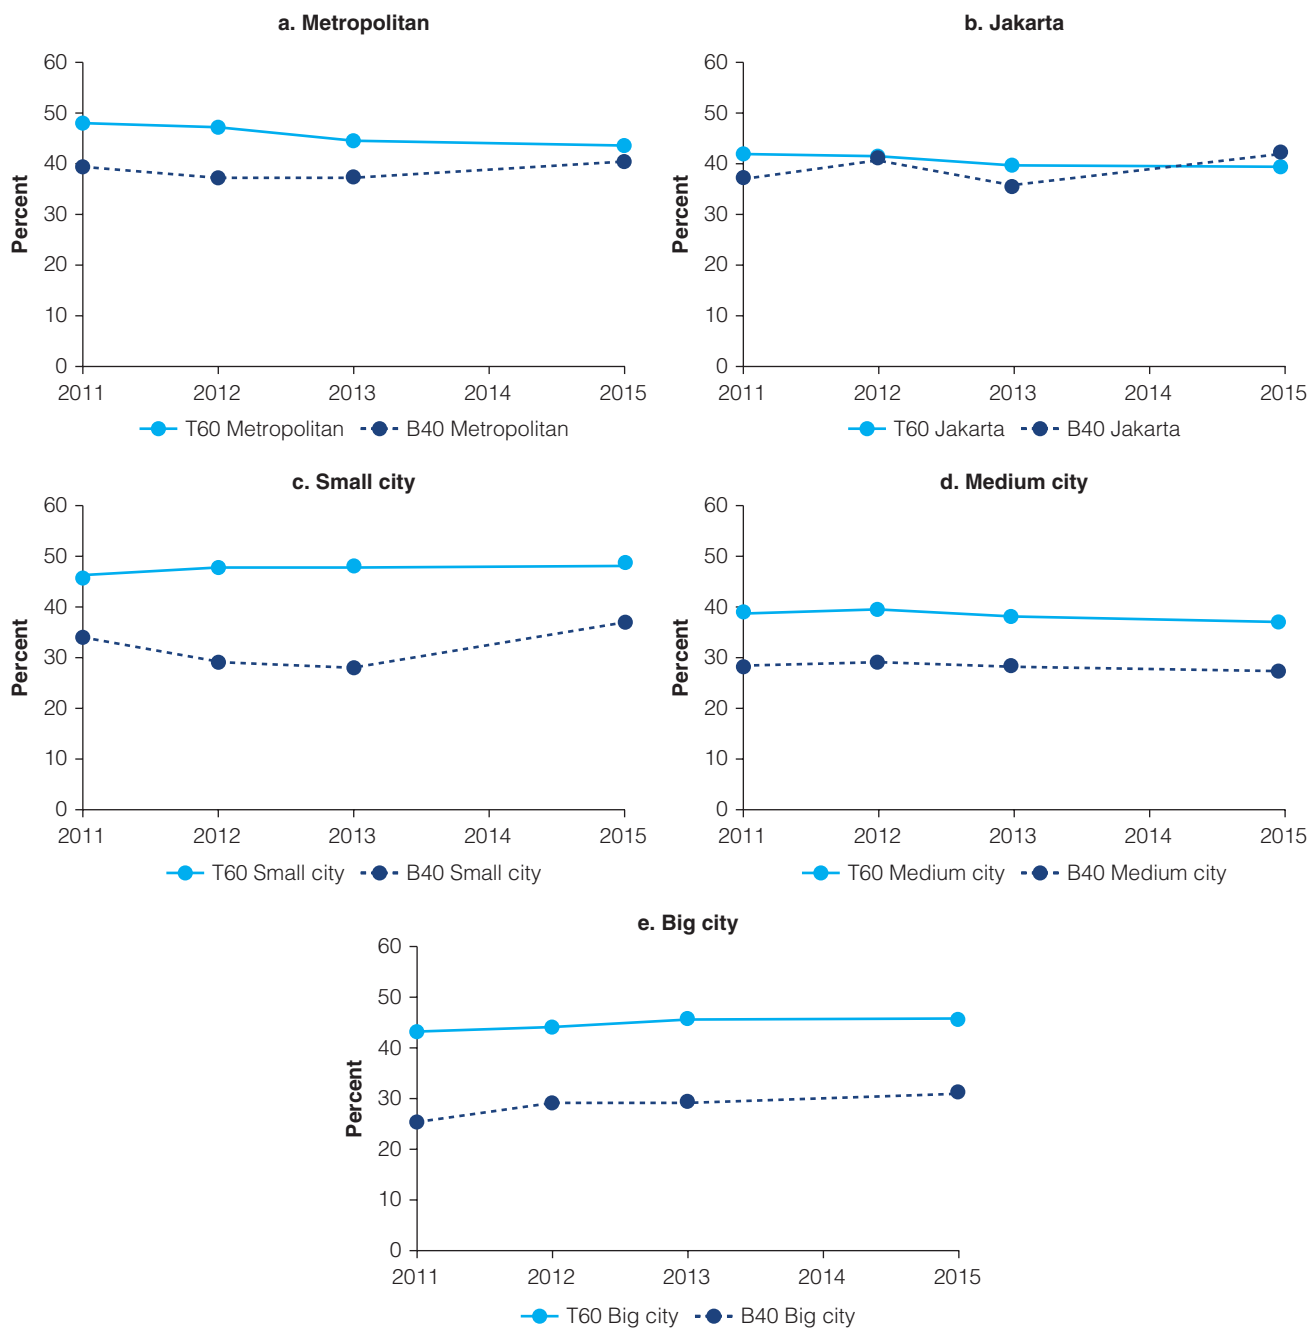 a. Metropolitan
60
50
40
30
20
10
0
Percent
2011 2012 2013 2014 2015
T60 Metropolitan B40 Metropolitan
b. Jakarta
60
50
40
30
20
10
0
Percent
2011 2012 2013 2014 2015
T60 Jakarta B40 Jakarta
c. Small city
60
50
40
30
20
10
0
Percent
2011 2012 2013 2014 2015
T60 Small city B40 Small city
d. Medium city
60
50
40
30
20
10
0
Percent
2011 2012 2013 2014 2015
T60 Medium city B40 Medium city
e. Big city
60
50
40
30
20
10
0
Percent
2011 2012 2013 2014 2015
T60 Big city B40 Big city